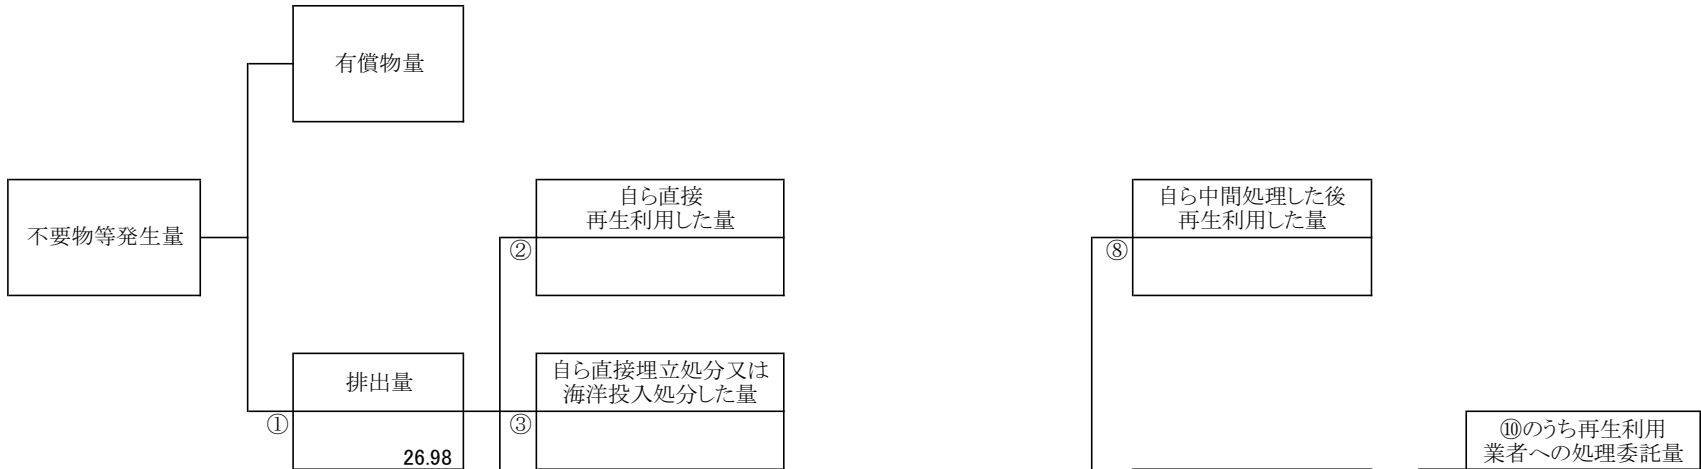 有償物量
不要物等発生量
自ら直接
再生利用した量
②
自ら中間処理した後
再生利用した量
⑧
排出量
①
26.98
自ら直接埋立処分又は
海洋投入処分した量
③
⑩のうち再生利用
業者への処理委託量